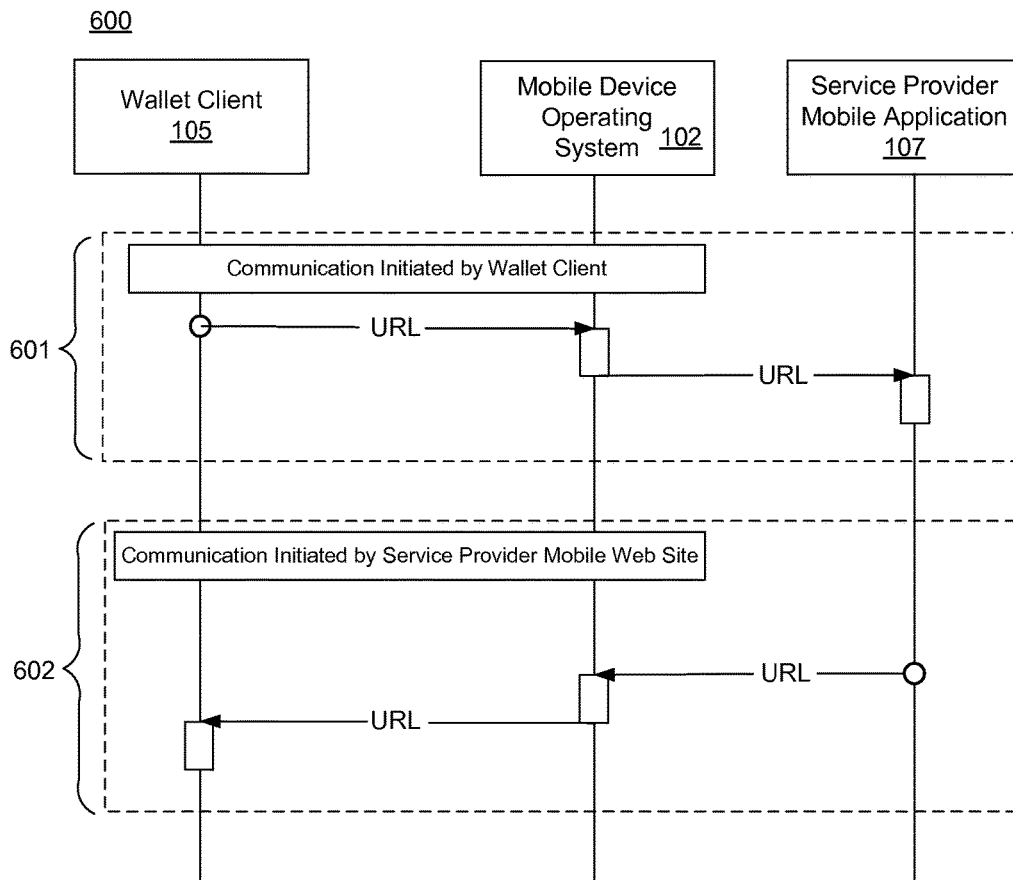 600
Wallet Client
105
Mobile Device
Operating
System 102
Service Provider
Mobile Application
107
Communication Initiated by Wallet Client
URL
URL
601
Communication Initiated by Service Provider Mobile Web Site
602
URL
URL